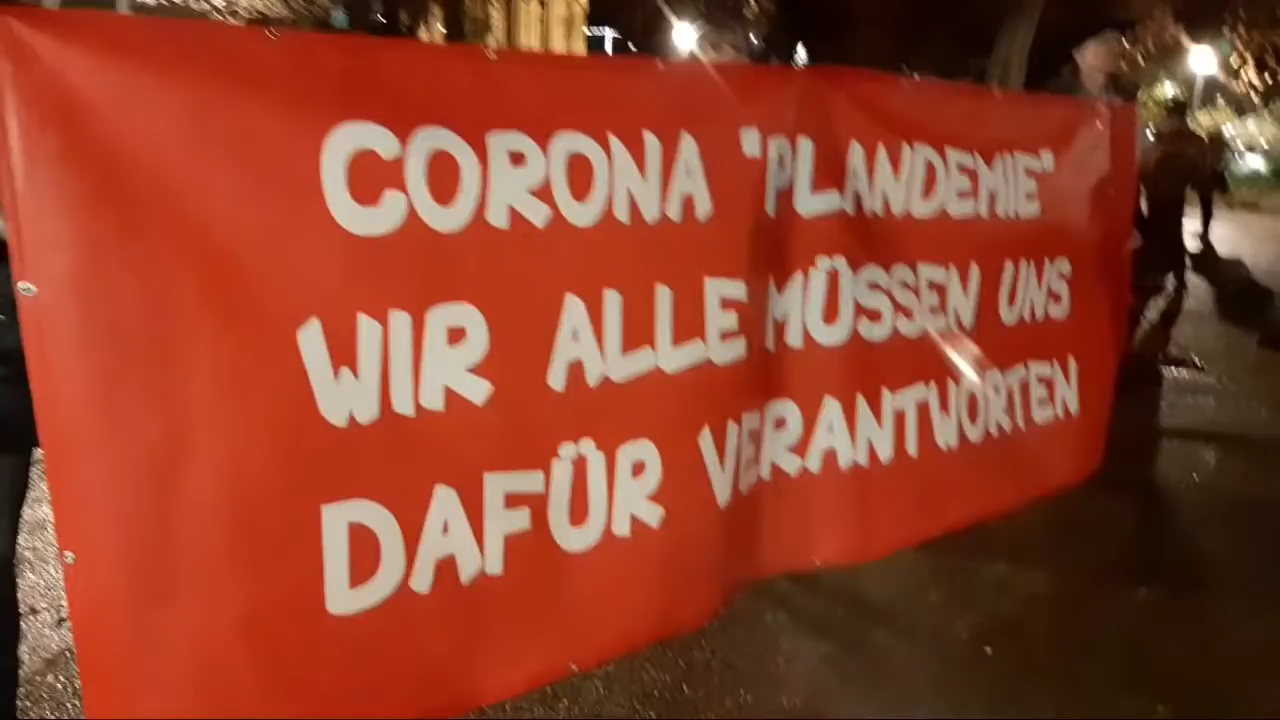 CORONA "PLANDEMIE"
WIR ALLE MÜSSEN UNS
DAFÜR VERANTWORTEN